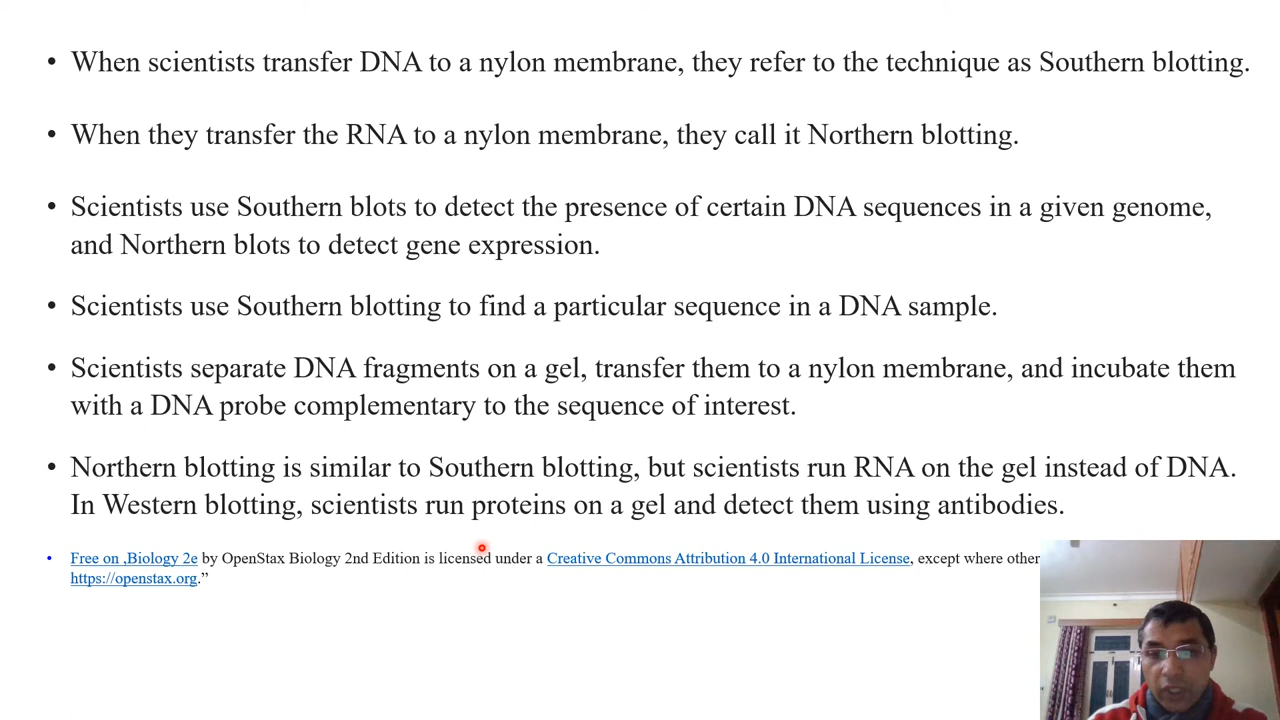 • When scientists transfer DNA to a nylon membrane, they refer to the technique as Southern blotting.
• When they transfer the RNA to a nylon membrane, they call it Northern blotting.
• Scientists use Southern blots to detect the presence of certain DNA sequences in a given genome,
and Northern blots to detect gene expression.
• Scientists use Southern blotting to find a particular sequence in a DNA sample.
• Scientists separate DNA fragments on a gel, transfer them to a nylon membrane, and incubate them
with a DNA probe complementary to the sequence of interest.
• Northern blotting is similar to Southern blotting, but scientists run RNA on the gel instead of DNA.
In Western blotting, scientists run proteins on a gel and detect them using antibodies.
• Free on ‚Biology 2e by OpenStax Biology 2nd Edition is licensed under a Creative Commons Attribution 4.0 International License, except where other
https://openstax.org.”